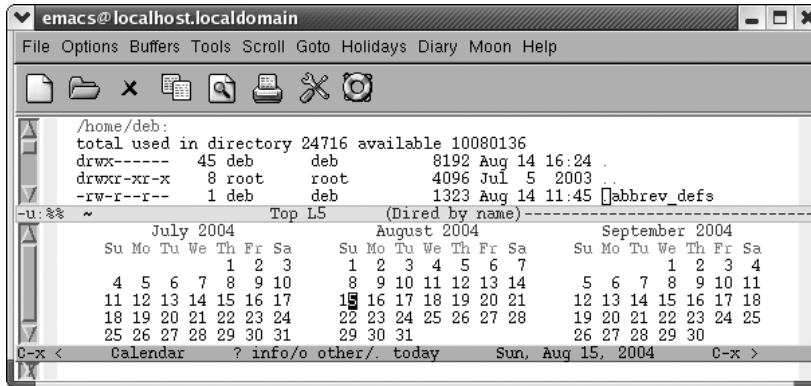 emacs@localhost.localdomain
File Options Buffers Tools Scroll Goto Holidays Diary Moon Help
/home/deb:
total used in directory 24716 available 10080136
drwx------ 45 deb deb 8192 Aug 14 16:24 .
drwxr-xr-x 8 root root 4096 Jul 5 2003 ..
-rw-r--r-- 1 deb deb 1323 Aug 14 11:45 abbrev_defs
-u:%% ~ Top L5 (Dired by name)--------------------------------
July 2004 August 2004 September 2004
Su Mo Tu We Th Fr Sa Su Mo Tu We Th Fr Sa Su Mo Tu We Th Fr Sa
1 2 3 1 2 3 4 5 6 7 1 2 3 4
4 5 6 7 8 9 10 8 9 10 11 12 13 14 5 6 7 8 9 10 11
11 12 13 14 15 16 17 15 16 17 18 19 20 21 12 13 14 15 16 17 18
18 19 20 21 22 23 24 22 23 24 25 26 27 28 19 20 21 22 23 24 25
25 26 27 28 29 30 31 29 30 31 26 27 28 29 30
C-x < Calendar ? info/o other/. today Sun, Aug 15, 2004 C-x >